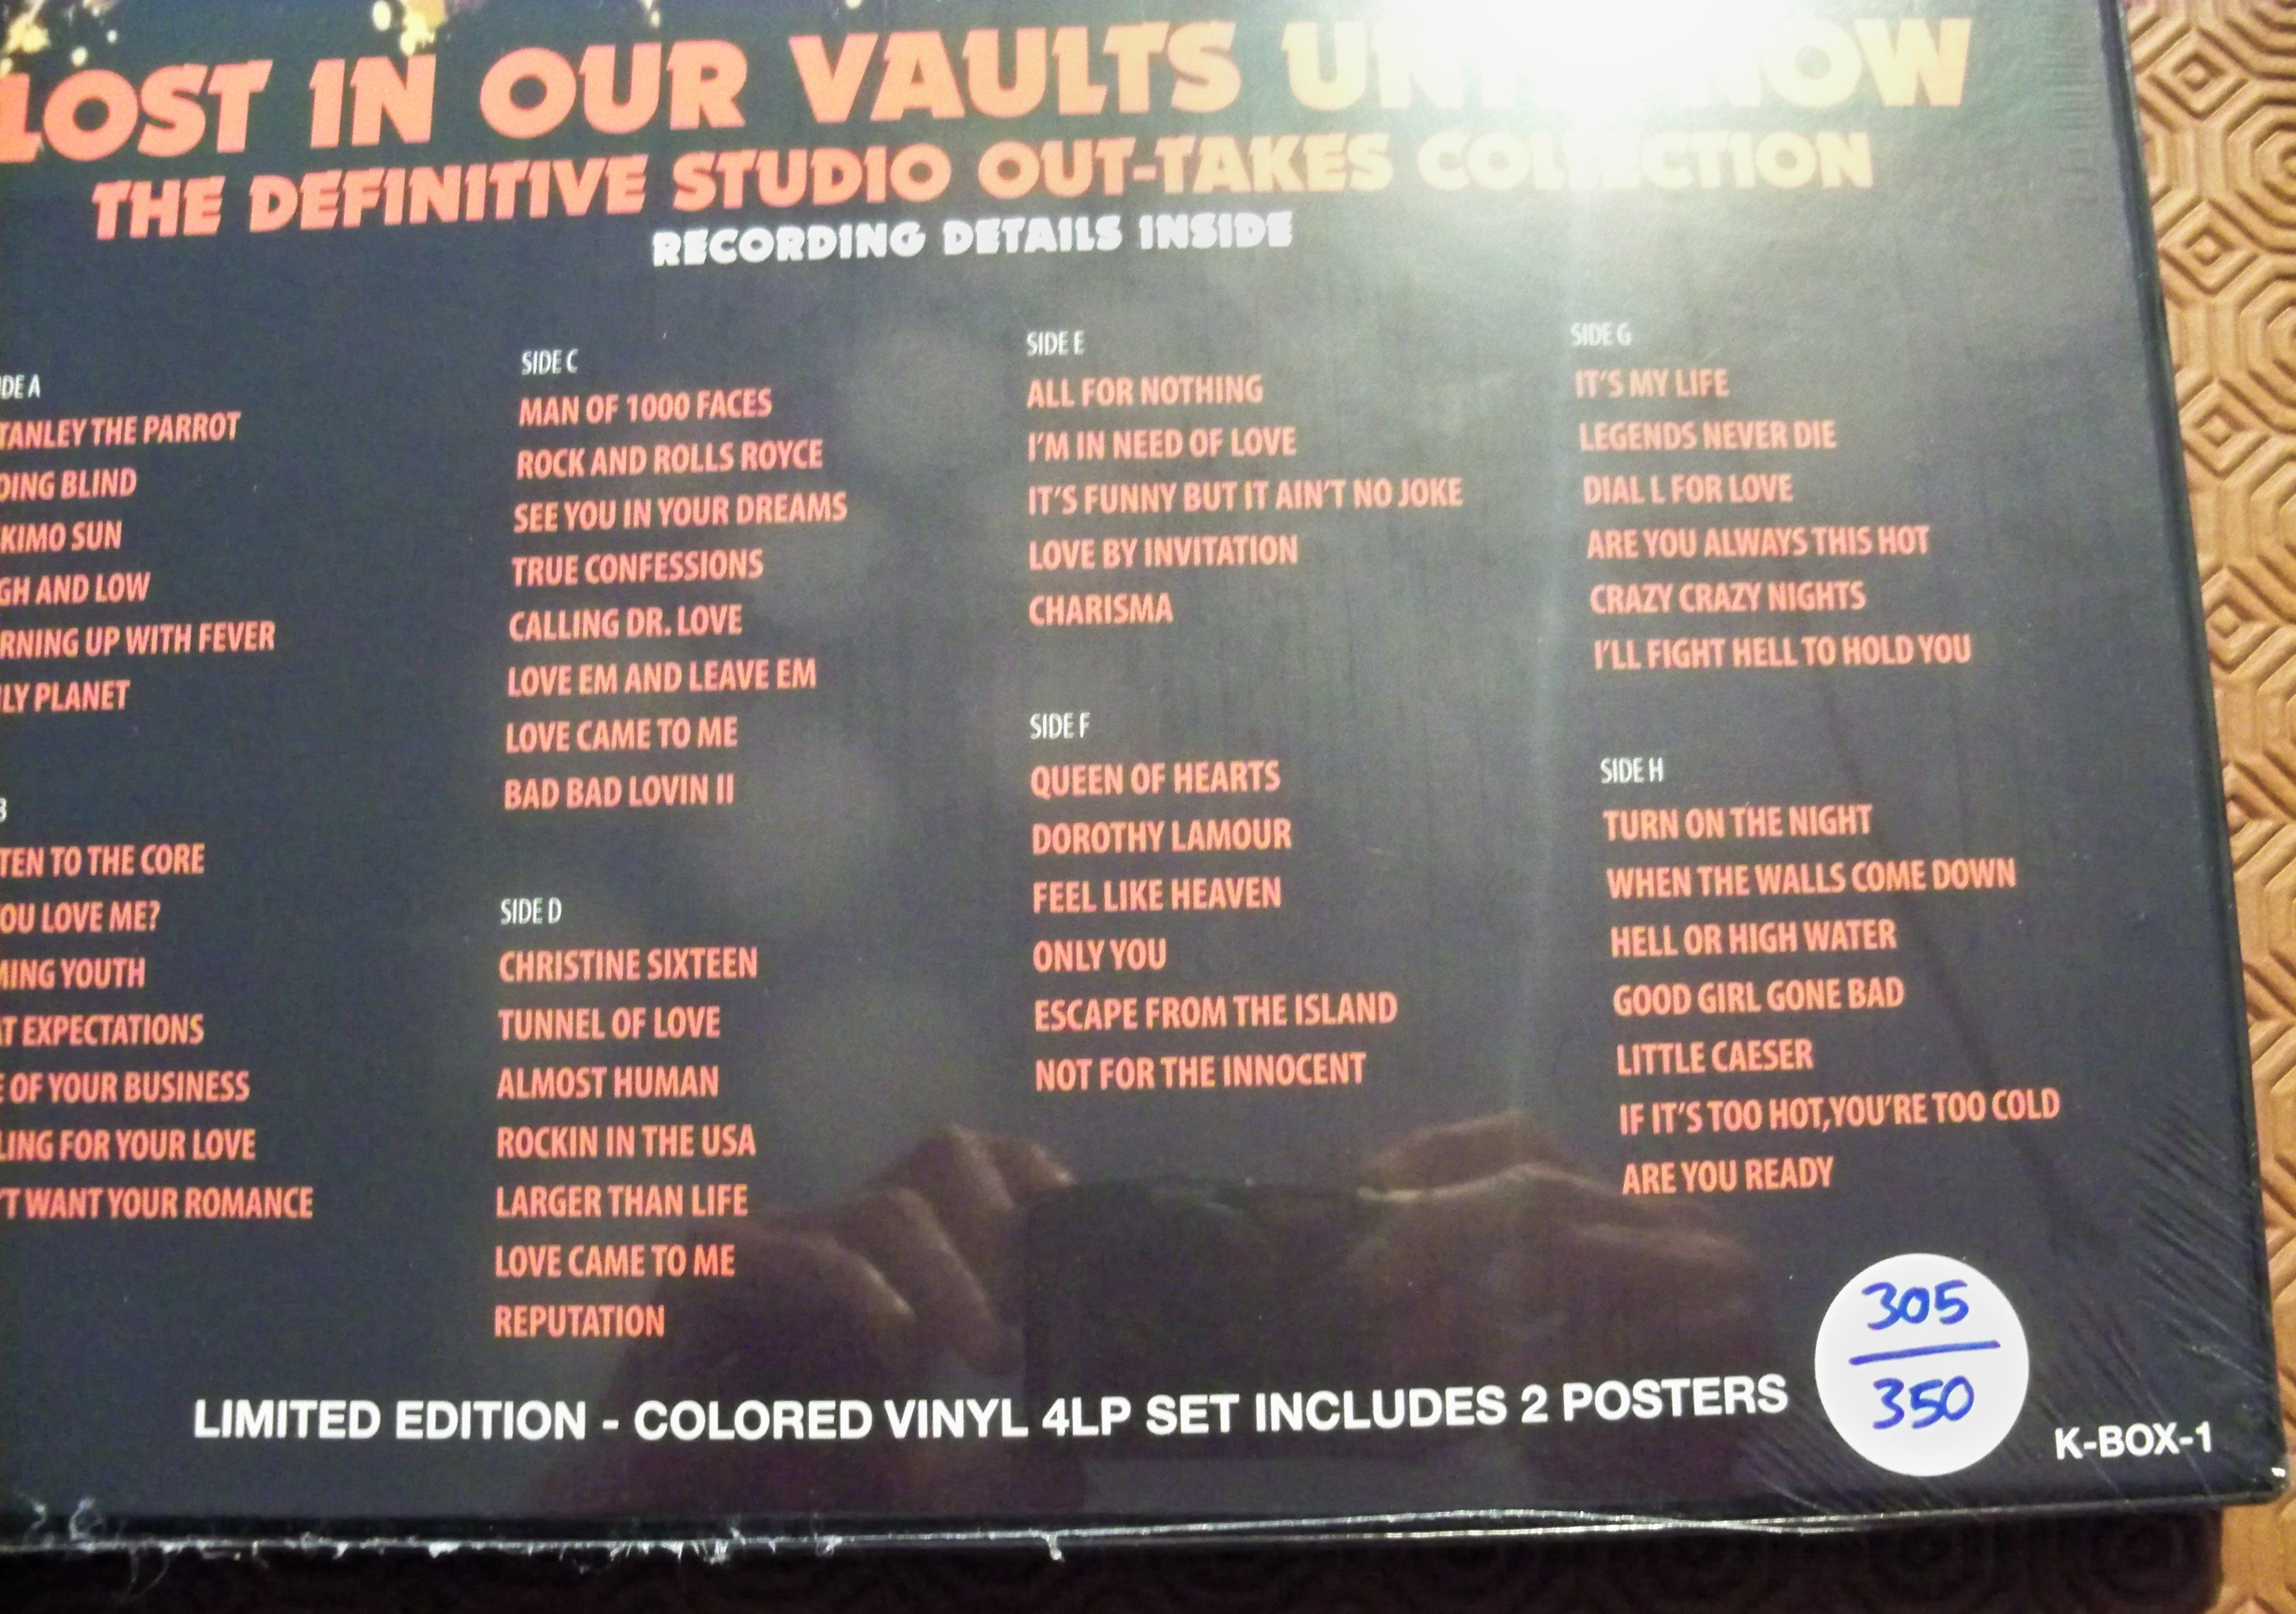 LOST IN OUR VAULTS UNTIL NOW
THE DEFINITIVE STUDIO OUT-TAKES COLLECTION
RECORDING DETAILS INSIDE
DE A
TANLEY THE PARROT
OING BLIND
KIMO SUN
GH AND LOW
RNING UP WITH FEVER
ILY PLANET
B
TEN TO THE CORE
OU LOVE ME?
MING YOUTH
AT EXPECTATIONS
E OF YOUR BUSINESS
LING FOR YOUR LOVE
'T WANT YOUR ROMANCE
SIDE C
MAN OF 1000 FACES
ROCK AND ROLLS ROYCE
SEE YOU IN YOUR DREAMS
TRUE CONFESSIONS
CALLING DR. LOVE
LOVE EM AND LEAVE EM
LOVE CAME TO ME
BAD BAD LOVIN II
SIDE D
CHRISTINE SIXTEEN
TUNNEL OF LOVE
ALMOST HUMAN
ROCKIN IN THE USA
LARGER THAN LIFE
LOVE CAME TO ME
REPUTATION
SIDE E
ALL FOR NOTHING
I'M IN NEED OF LOVE
IT'S FUNNY BUT IT AIN'T NO JOKE
LOVE BY INVITATION
CHARISMA
SIDE F
QUEEN OF HEARTS
DOROTHY LAMOUR
FEEL LIKE HEAVEN
ONLY YOU
ESCAPE FROM THE ISLAND
NOT FOR THE INNOCENT
SIDE G
IT'S MY LIFE
LEGENDS NEVER DIE
DIAL L FOR LOVE
ARE YOU ALWAYS THIS HOT
CRAZY CRAZY NIGHTS
I'LL FIGHT HELL TO HOLD YOU
SIDE H
TURN ON THE NIGHT
WHEN THE WALLS COME DOWN
HELL OR HIGH WATER
GOOD GIRL GONE BAD
LITTLE CAESER
IF IT'S TOO HOT,YOU'RE TOO COLD
ARE YOU READY
LIMITED EDITION - COLORED VINYL 4LP SET INCLUDES 2 POSTERS
305
350
K-BOX-1